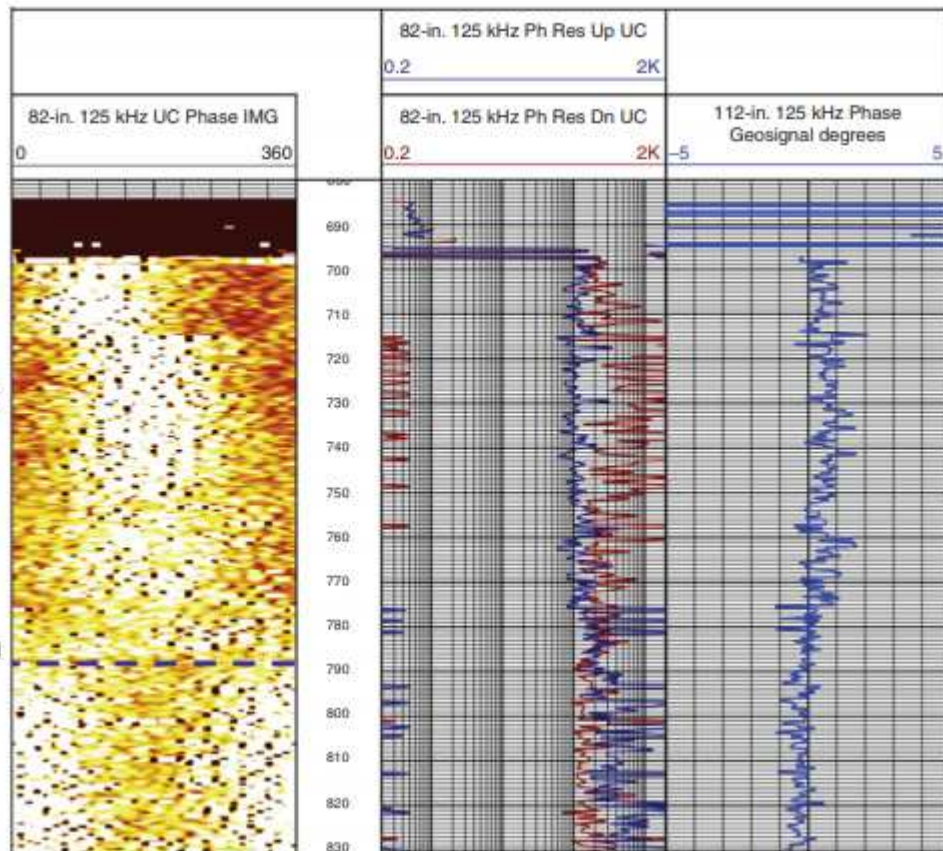 82-in. 125 kHz Ph Res Up UC
0.2 2K
82-in. 125 kHz UC Phase IMG
0 360
82-in. 125 kHz Ph Res Dn UC
0.2 2K
112-in. 125 kHz Phase
Geosignal degrees
–5 5
690
700
710
720
730
740
750
760
770
780
790
800
810
820
830